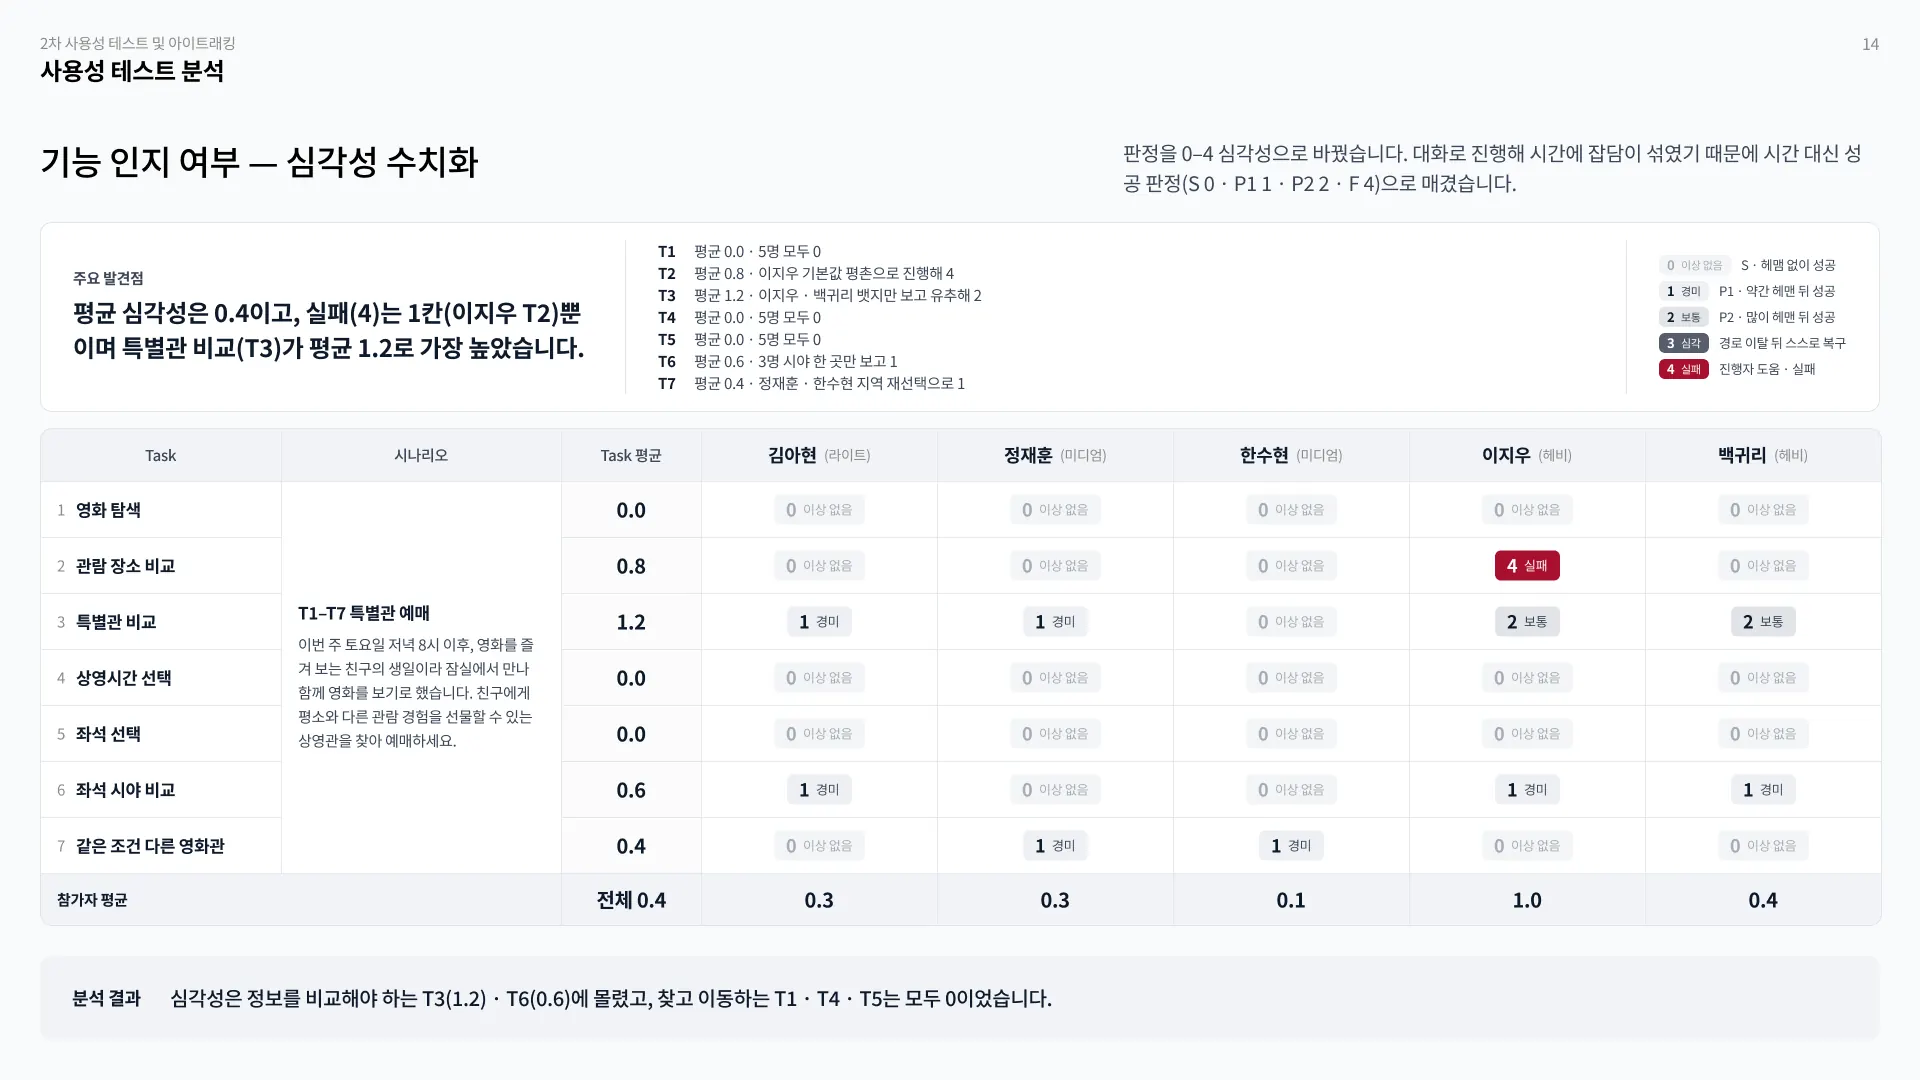 2차 사용성 테스트 및 아이트래킹
14
사용성 테스트 분석
기능 인지 여부 — 심각성 수치화
판정을 0–4 심각성으로 바꿨습니다. 대화로 진행해 시간에 잡담이 섞였기 때문에 시간 대신 성
공 판정(S 0 · P1 1 · P2 2 · F 4)으로 매겼습니다.
주요 발견점
평균 심각성은 0.4이고, 실패(4)는 1칸(이지우 T2)뿐
이며 특별관 비교(T3)가 평균 1.2로 가장 높았습니다.
T1 평균 0.0 · 5명 모두 0
T2 평균 0.8 · 이지우 기본값 평촌으로 진행해 4
T3 평균 1.2 · 이지우 · 백귀리 뱃지만 보고 유추해 2
T4 평균 0.0 · 5명 모두 0
T5 평균 0.0 · 5명 모두 0
T6 평균 0.6 · 3명 시야 한 곳만 보고 1
T7 평균 0.4 · 정재훈 · 한수현 지역 재선택으로 1
0 이상 없음 S · 헤맴 없이 성공
1 경미 P1 · 약간 헤맨 뒤 성공
2 보통 P2 · 많이 헤맨 뒤 성공
3 심각 경로 이탈 뒤 스스로 복구
4 실패 진행자 도움 · 실패
Task 시나리오 Task 평균 김아현 (라이트) 정재훈 (미디엄) 한수현 (미디엄) 이지우 (헤비) 백귀리 (헤비)
1 영화 탐색 0.0 0 이상 없음 0 이상 없음 0 이상 없음 0 이상 없음 0 이상 없음
2 관람 장소 비교 0.8 0 이상 없음 0 이상 없음 0 이상 없음 4 실패 0 이상 없음
3 특별관 비교 1.2 1 경미 1 경미 0 이상 없음 2 보통 2 보통
T1–T7 특별관 예매
이번 주 토요일 저녁 8시 이후, 영화를 즐
겨 보는 친구의 생일이라 잠실에서 만나
함께 영화를 보기로 했습니다. 친구에게
평소와 다른 관람 경험을 선물할 수 있는
상영관을 찾아 예매하세요.
4 상영시간 선택 0.0 0 이상 없음 0 이상 없음 0 이상 없음 0 이상 없음 0 이상 없음
5 좌석 선택 0.0 0 이상 없음 0 이상 없음 0 이상 없음 0 이상 없음 0 이상 없음
6 좌석 시야 비교 0.6 1 경미 0 이상 없음 0 이상 없음 1 경미 1 경미
7 같은 조건 다른 영화관 0.4 0 이상 없음 1 경미 1 경미 0 이상 없음 0 이상 없음
참가자 평균 전체 0.4 0.3 0.3 0.1 1.0 0.4
분석 결과 심각성은 정보를 비교해야 하는 T3(1.2) · T6(0.6)에 몰렸고, 찾고 이동하는 T1 · T4 · T5는 모두 0이었습니다.